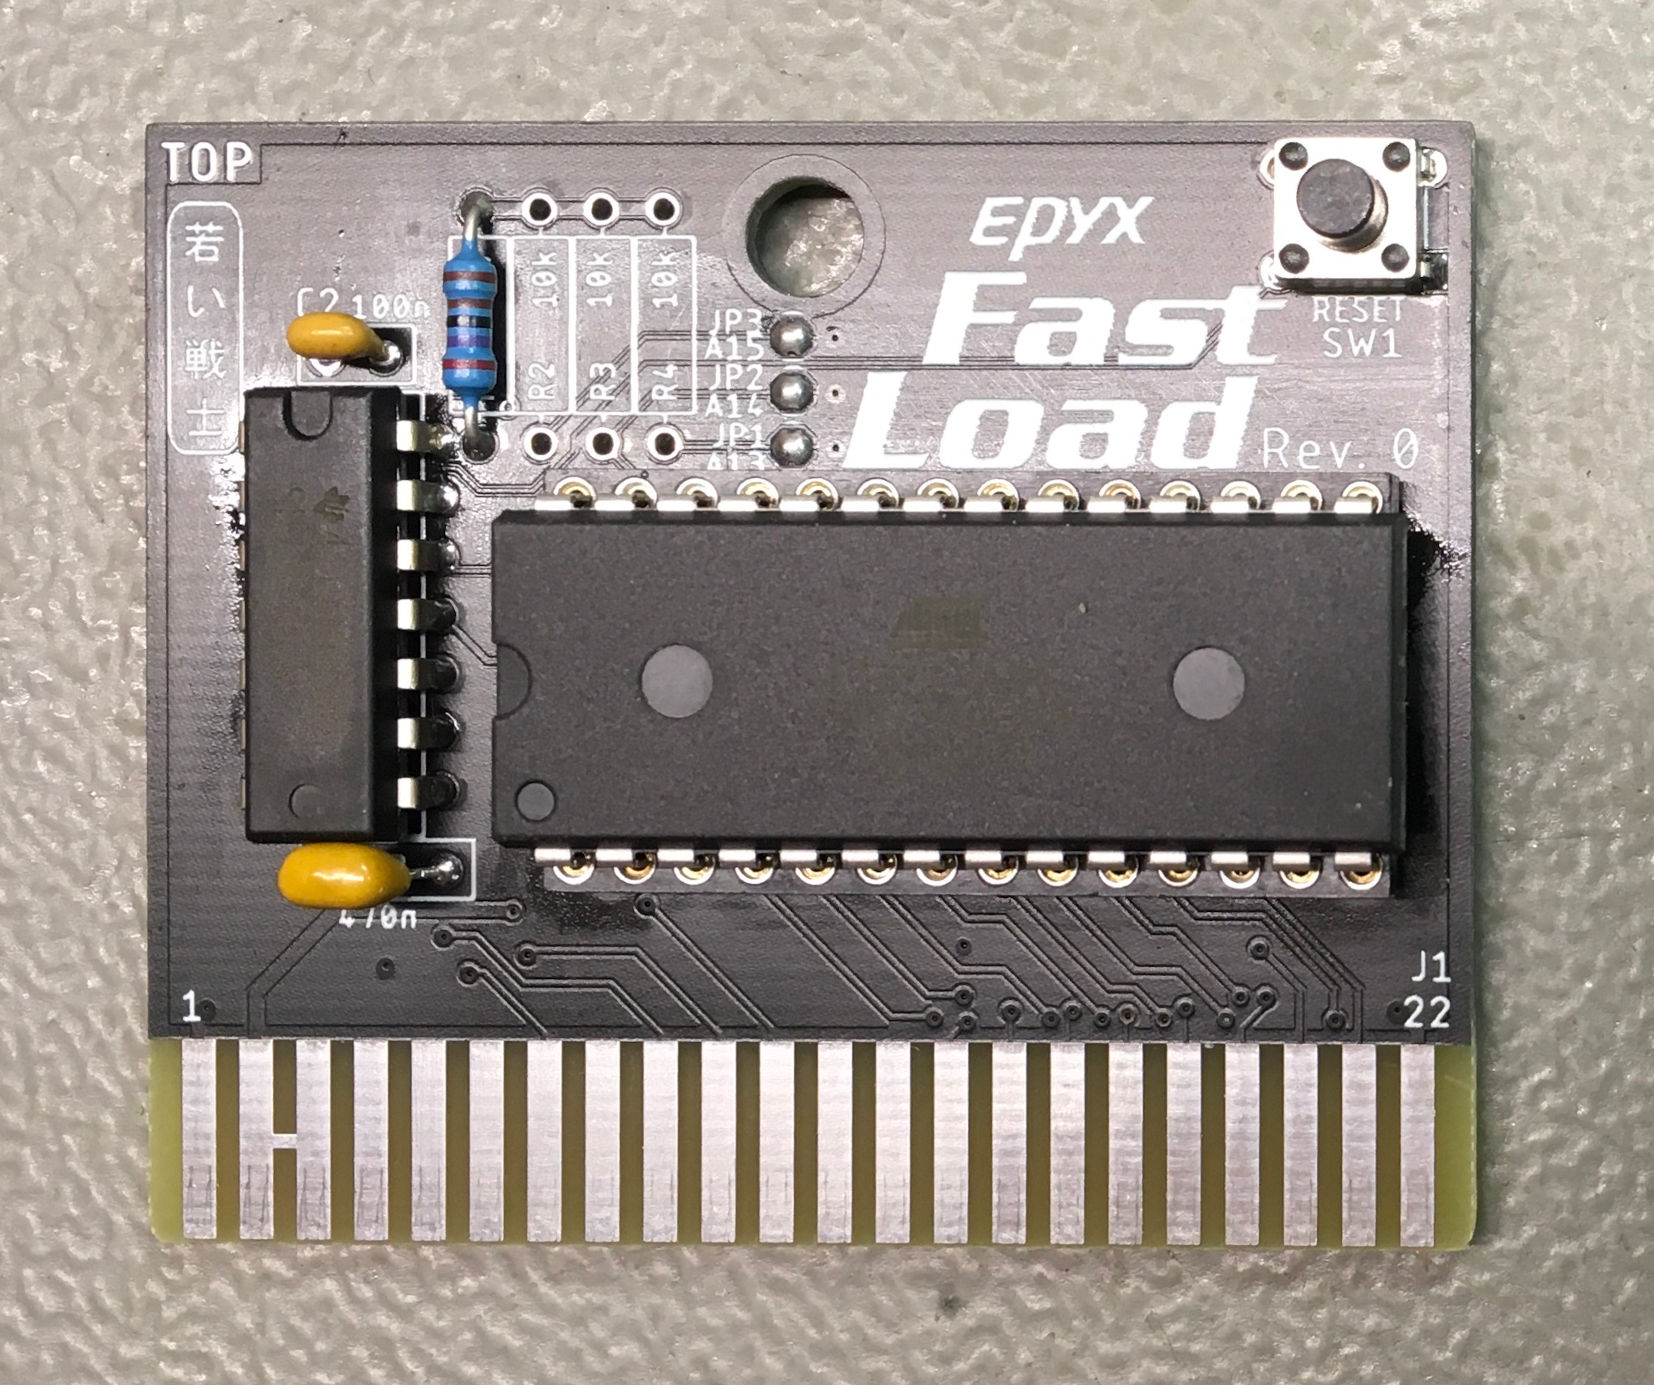 TOP
若い戦士
C2 100n
10k
10k
10k
R2
R3
R4
JP3
A15
JP2
A14
JP1
A13
EPYX
Fast
Load
Rev. 0
RESET
SW1
470n
1
J1
22